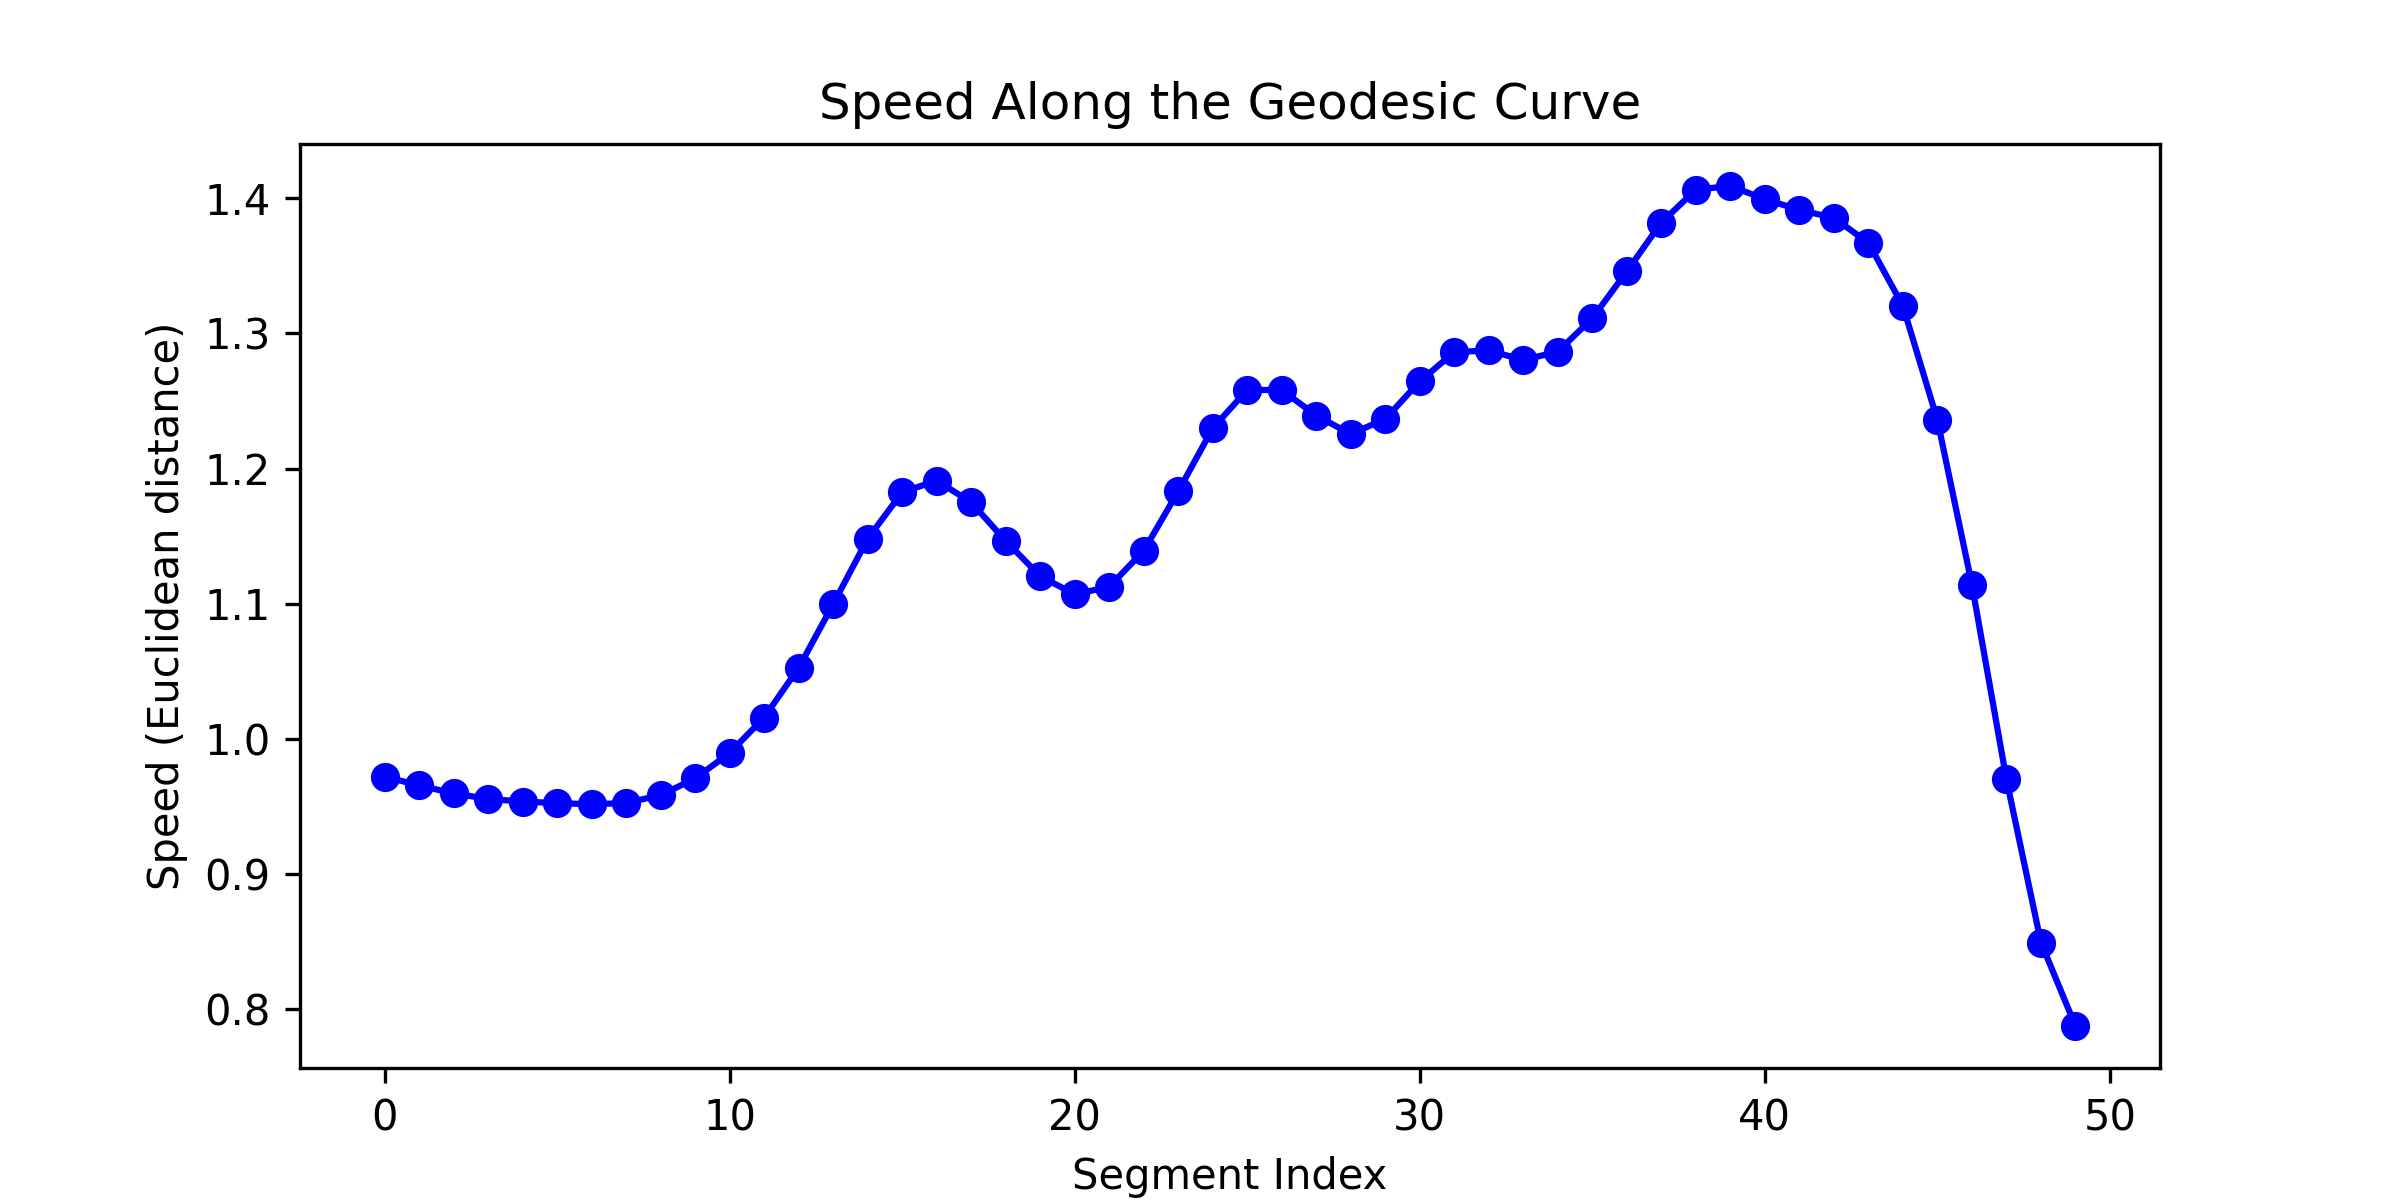 Speed Along the Geodesic Curve
Speed (Euclidean distance)
1.4
1.3
1.2
1.1
1.0
0.9
0.8
0 10 20 30 40 50
Segment Index